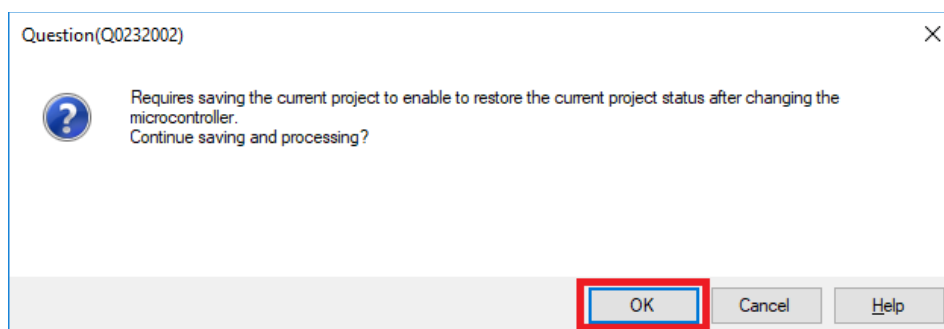 Question(Q0232002)
Requires saving the current project to enable to restore the current project status after changing the
microcontroller.
Continue saving and processing?
OK Cancel Help